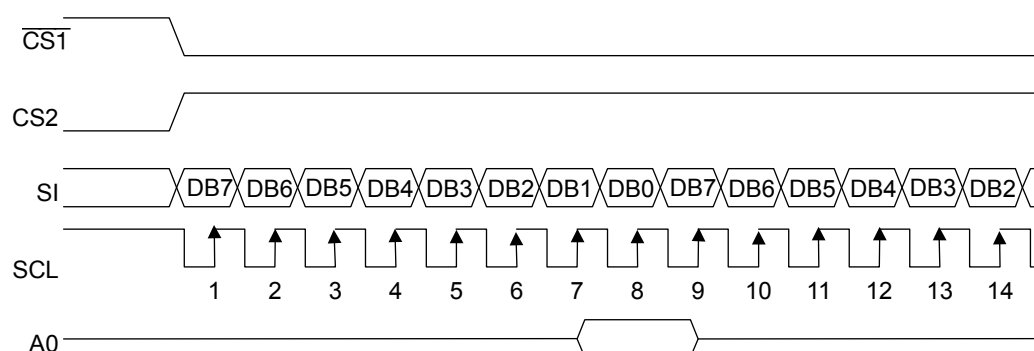 CS1
CS2
SI DB7 DB6 DB5 DB4 DB3 DB2 DB1 DB0 DB7 DB6 DB5 DB4 DB3 DB2
SCL
1 2 3 4 5 6 7 8 9 10 11 12 13 14
A0